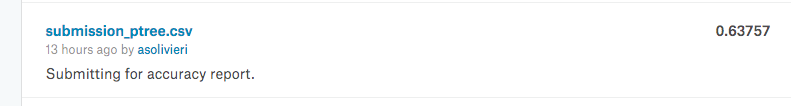 submission_ptree.csv 0.63757
13 hours ago by asolivieri
Submitting for accuracy report.